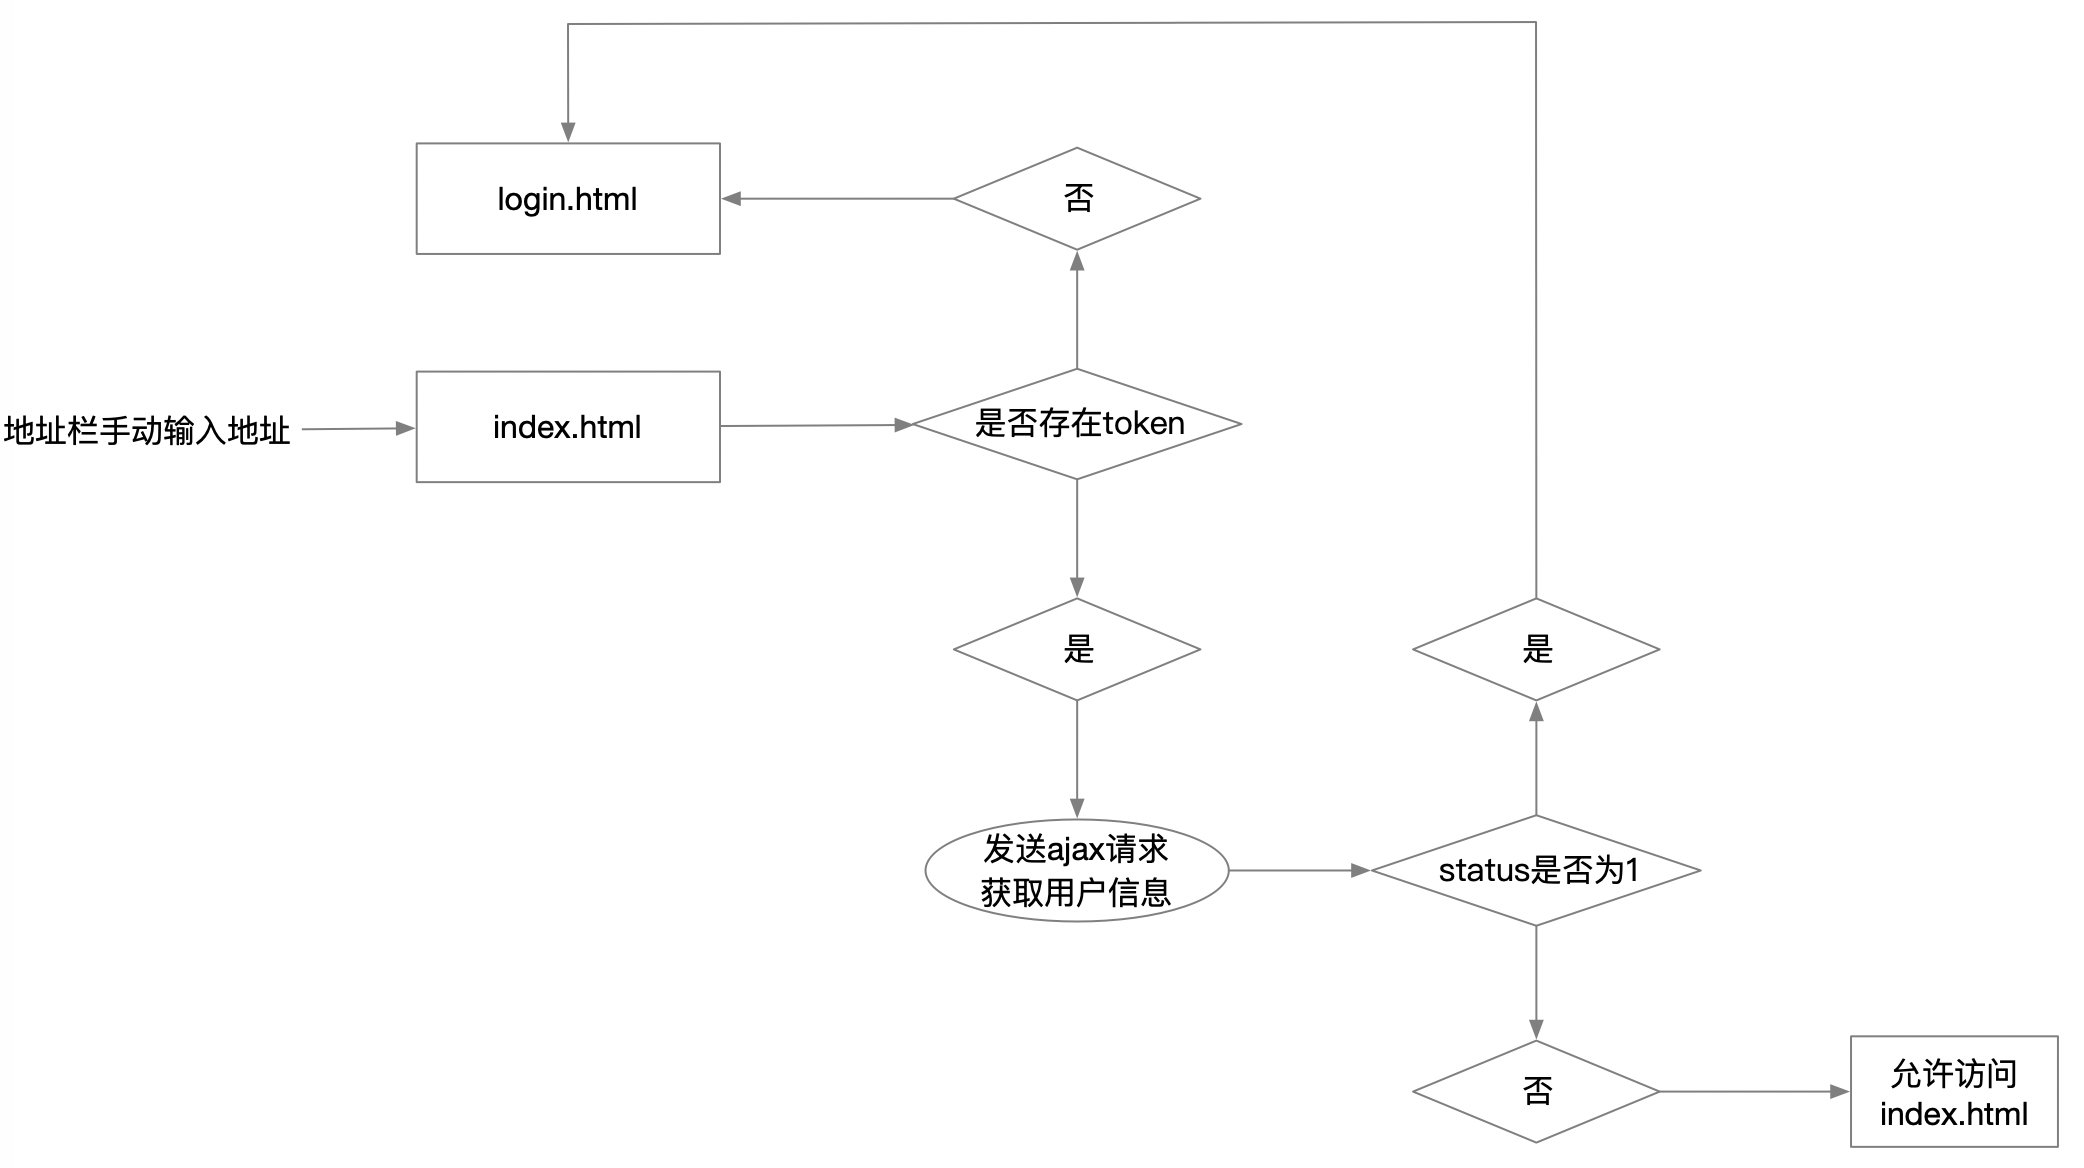 login.html
否
地址栏手动输入地址
index.html
是否存在token
是
是
发送ajax请求
获取用户信息
status是否为1
否
允许访问
index.html